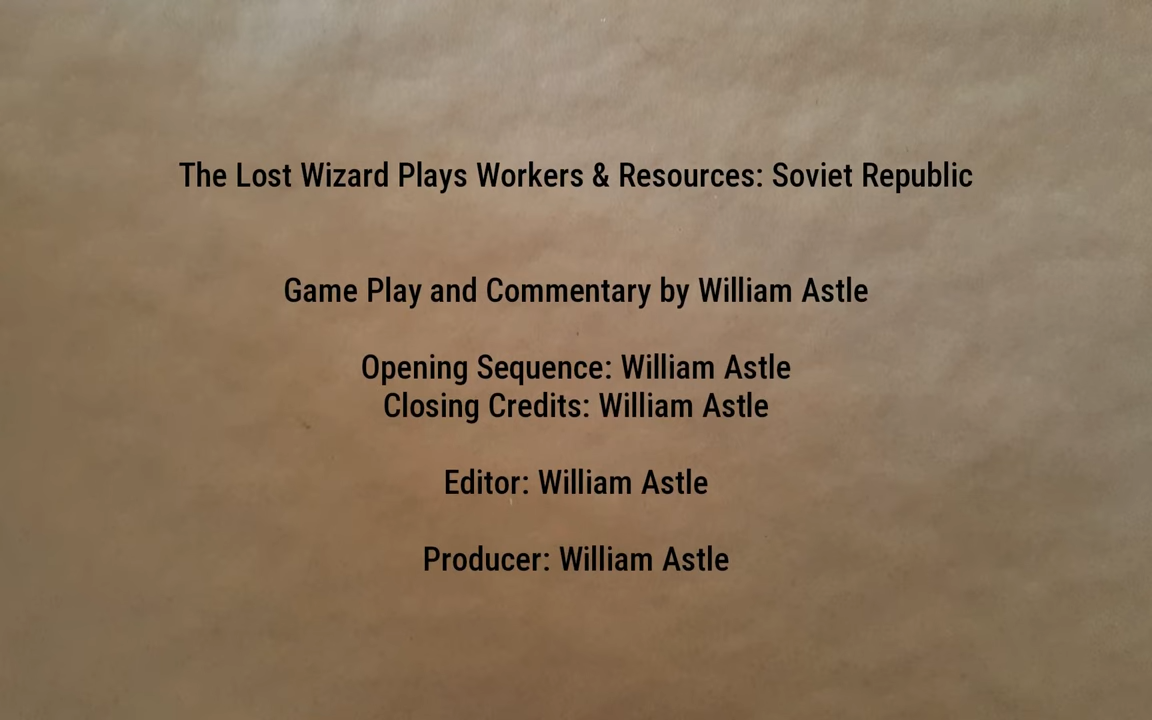 The Lost Wizard Plays Workers & Resources: Soviet Republic
Game Play and Commentary by William Astle
Opening Sequence: William Astle
Closing Credits: William Astle
Editor: William Astle
Producer: William Astle